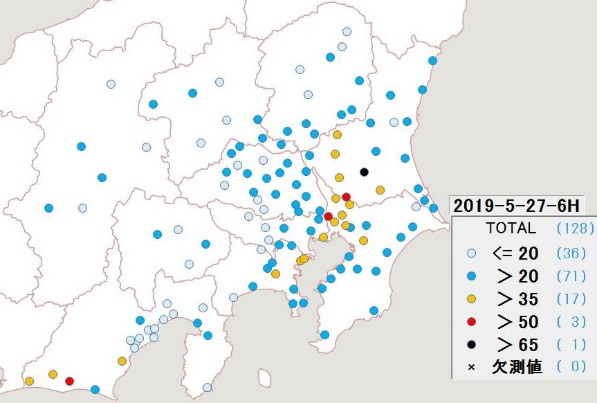 2019-5-27-6H
TOTAL (128)
<= 20 (36)
> 20 (71)
> 35 (17)
> 50 ( 3)
> 65 ( 1)
× 欠測値 ( 0)